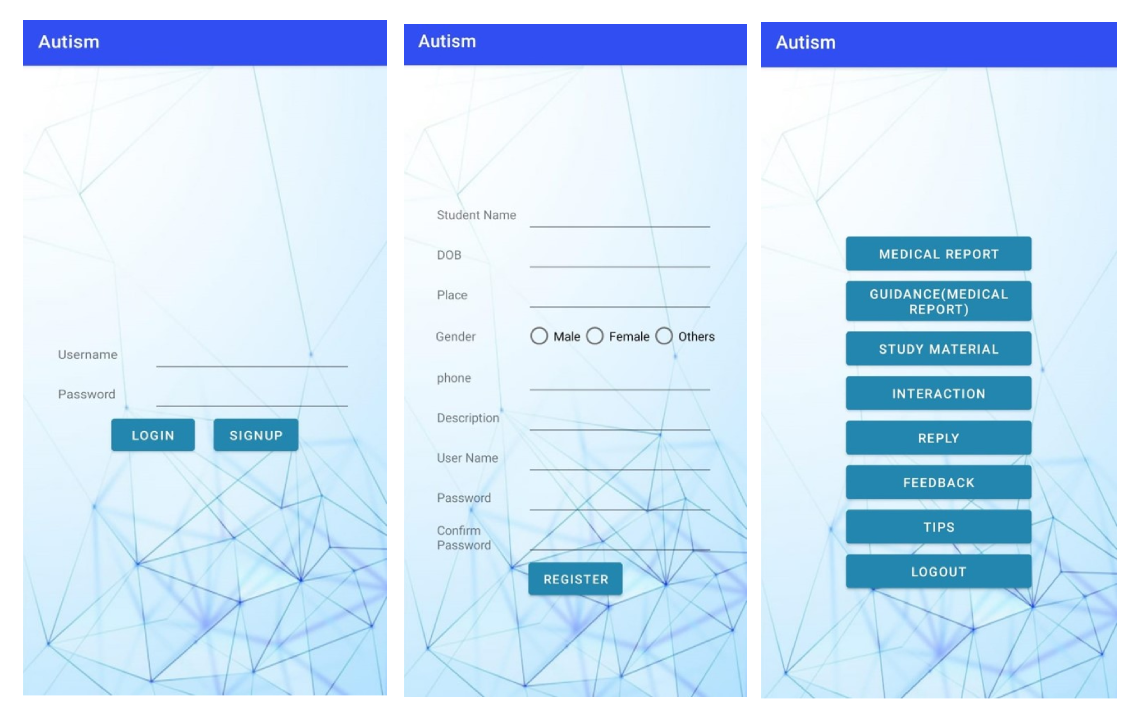 Autism
Username
Password
LOGIN SIGNUP
Autism
Student Name
DOB
Place
Gender Male Female Others
phone
Description
User Name
Password
Confirm
Password
REGISTER
Autism
MEDICAL REPORT
GUIDANCE(MEDICAL
REPORT)
STUDY MATERIAL
INTERACTION
REPLY
FEEDBACK
TIPS
LOGOUT